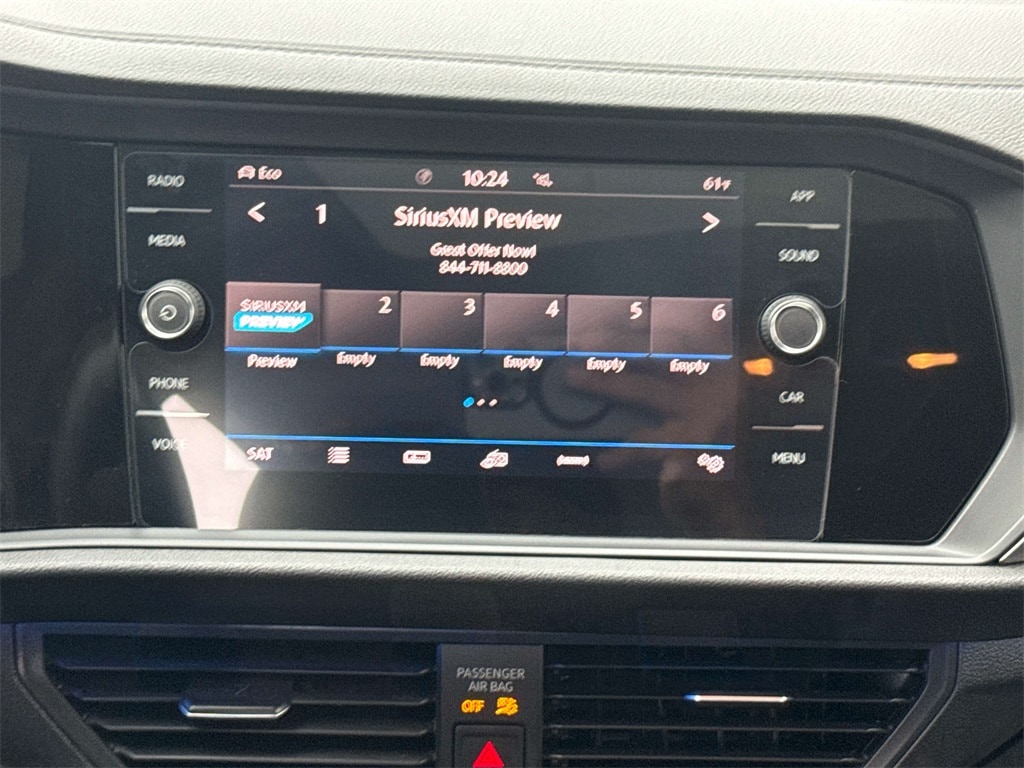 RADIO
MEDIA
PHONE
VOICE
Eco
10:24
61°F
1
SiriusXM Preview
Great Offer Now!
844-711-8800
SIRIUSXM
PREVIEW
2 3 4 5 6
Preview Empty Empty Empty Empty Empty
SAT
APP
SOUND
CAR
MENU
PASSENGER
AIR BAG
OFF